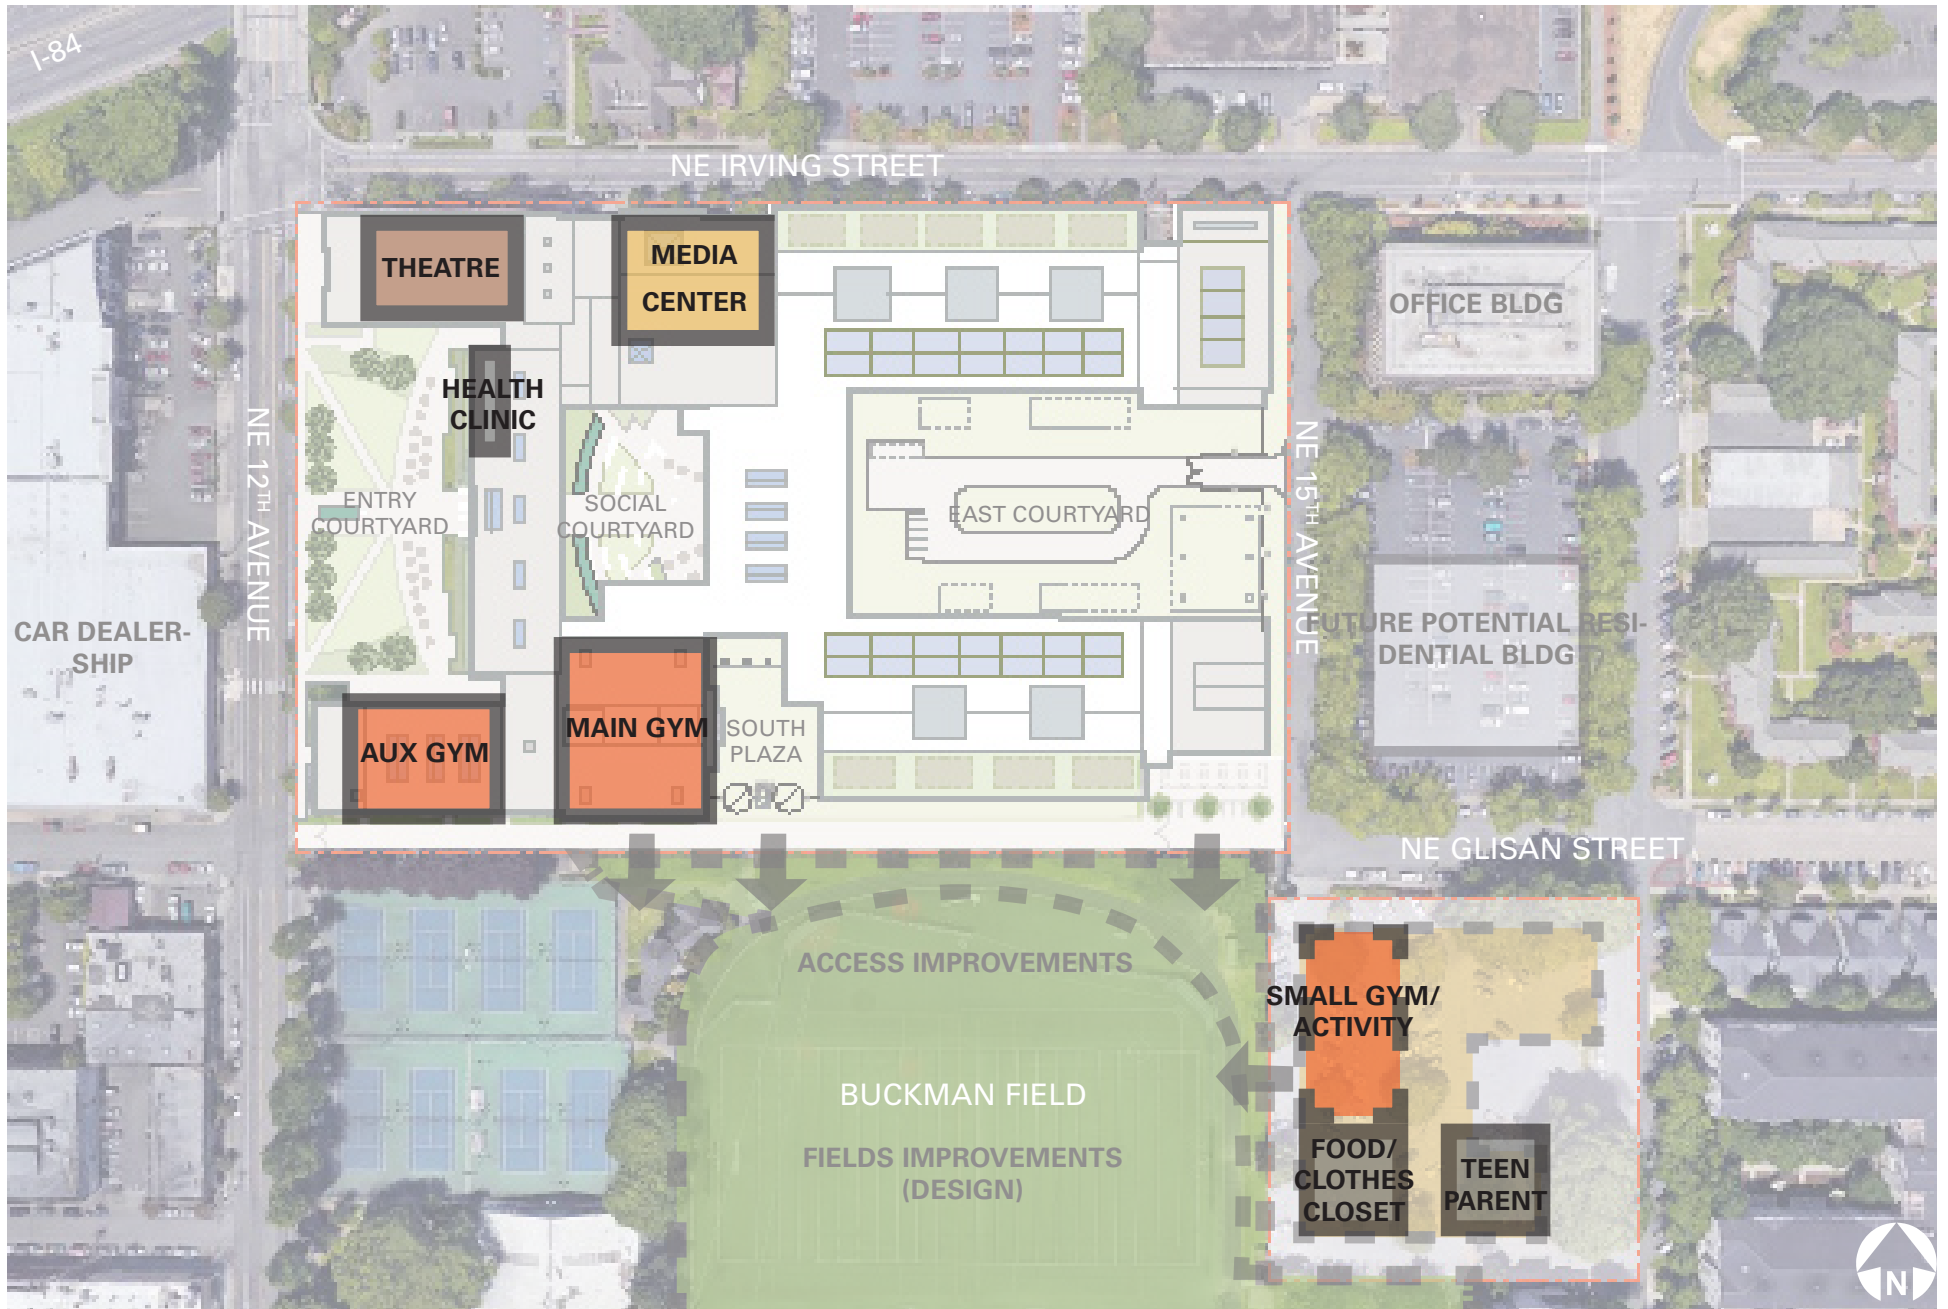 I-84
NE IRVING STREET
THEATRE
MEDIA
CENTER
OFFICE BLDG
HEALTH
CLINIC
NE 12TH AVENUE
ENTRY
COURTYARD
SOCIAL
COURTYARD
EAST COURTYARD
NE 15TH AVENUE
CAR DEALER-
SHIP
FUTURE POTENTIAL RESI-
DENTIAL BLDG
AUX GYM
MAIN GYM
SOUTH
PLAZA
NE GLISAN STREET
ACCESS IMPROVEMENTS
SMALL GYM/
ACTIVITY
BUCKMAN FIELD
FIELDS IMPROVEMENTS
(DESIGN)
FOOD/
CLOTHES
CLOSET
TEEN
PARENT
N